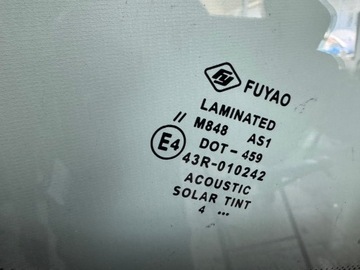 FUYAO
LAMINATED
// M848 AS1
DOT-459
E4 43R-010242
ACOUSTIC
SOLAR TINT
4 ...